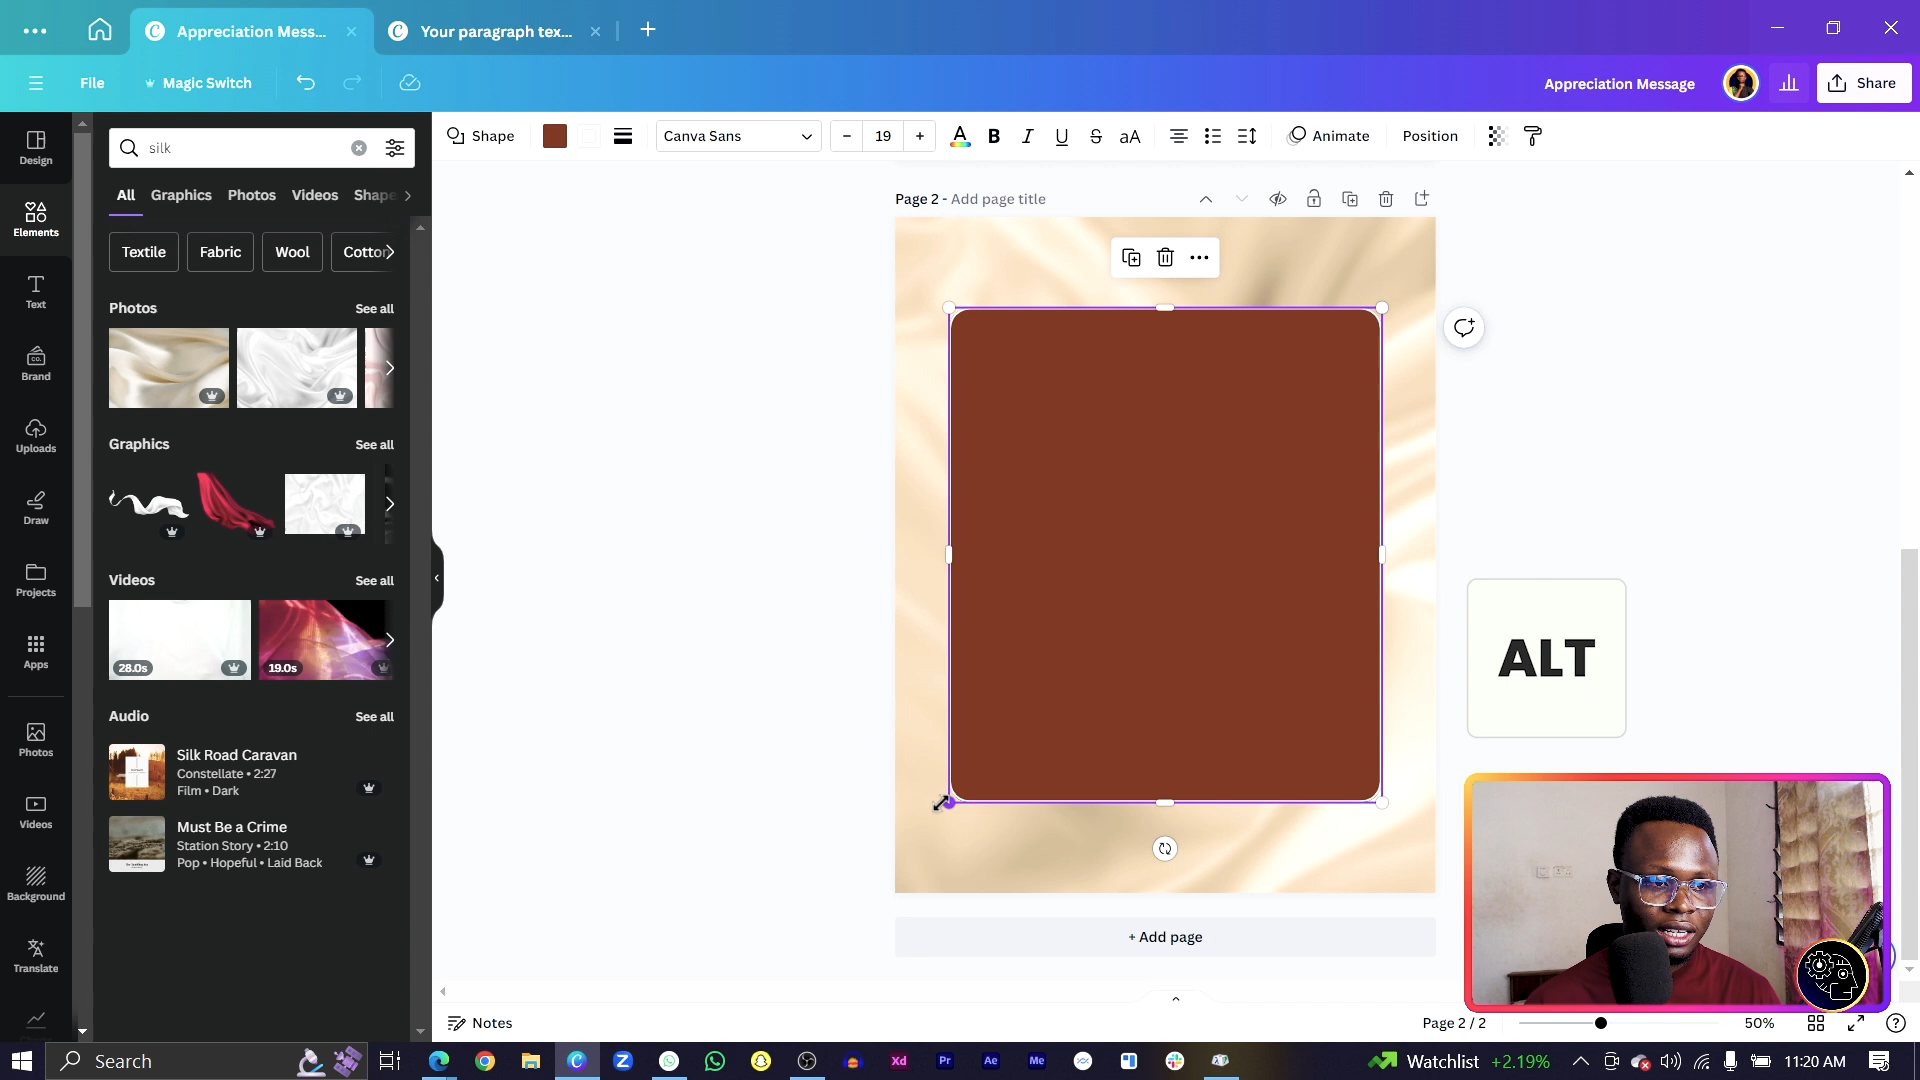 Appreciation Mess...
Your paragraph tex...
File
Magic Switch
Appreciation Message
Share
Design
Elements
Text
Brand
Uploads
Draw
Projects
Apps
Photos
Videos
Background
Translate
silk
All
Graphics
Photos
Videos
Shape
Textile
Fabric
Wool
Cotton
Photos
See all
Graphics
See all
Videos
See all
28.0s
19.0s
Audio
See all
Silk Road Caravan
Constellate • 2:27
Film • Dark
Must Be a Crime
Station Story • 2:10
Pop • Hopeful • Laid Back
Shape
Canva Sans
19
Animate
Position
Page 2 - Add page title
ALT
+ Add page
Notes
Page 2 / 2
50%
Search
Watchlist +2.19%
11:20 AM